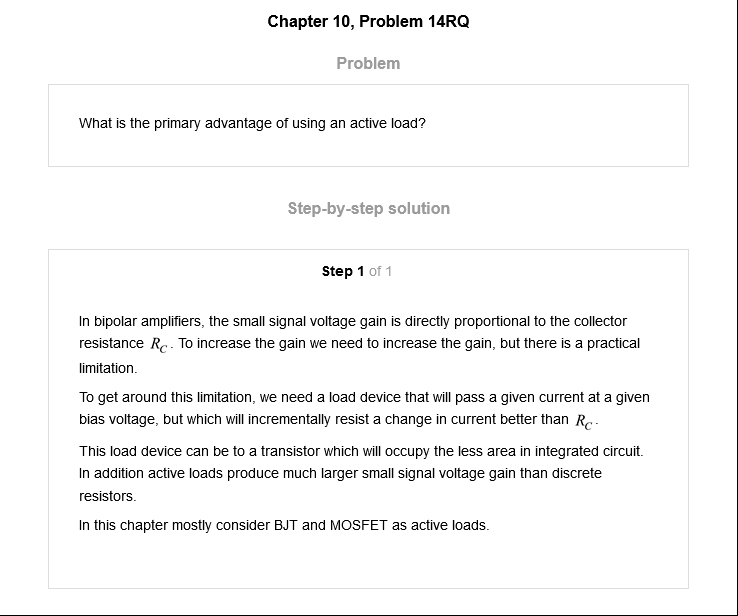 Chapter 10, Problem 14RQ
Problem
What is the primary advantage of using an active load?
Step-by-step solution
Step 1 of 1
In bipolar amplifiers, the small signal voltage gain is directly proportional to the collector
resistance R_C. To increase the gain we need to increase the gain, but there is a practical
limitation.
To get around this limitation, we need a load device that will pass a given current at a given
bias voltage, but which will incrementally resist a change in current better than R_C.
This load device can be to a transistor which will occupy the less area in integrated circuit.
In addition active loads produce much larger small signal voltage gain than discrete
resistors.
In this chapter mostly consider BJT and MOSFET as active loads.